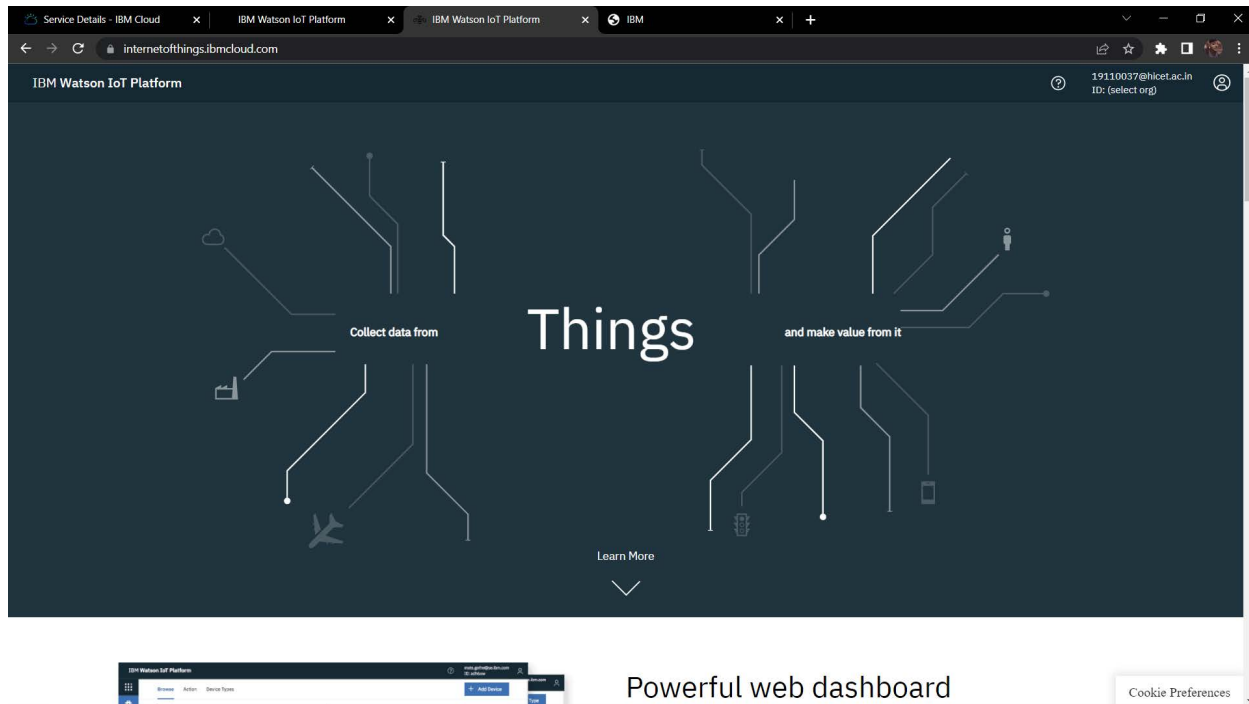 Service Details - IBM Cloud
IBM Watson IoT Platform
IBM Watson IoT Platform
IBM
internetofthings.ibmcloud.com
IBM Watson IoT Platform
19110037@hicet.ac.in
ID: (select org)
Collect data from
Things
and make value from it
Learn More
IBM Watson IoT Platform
Browse Action Device Types
+ Add Device
Type
Powerful web dashboard
Cookie Preferences